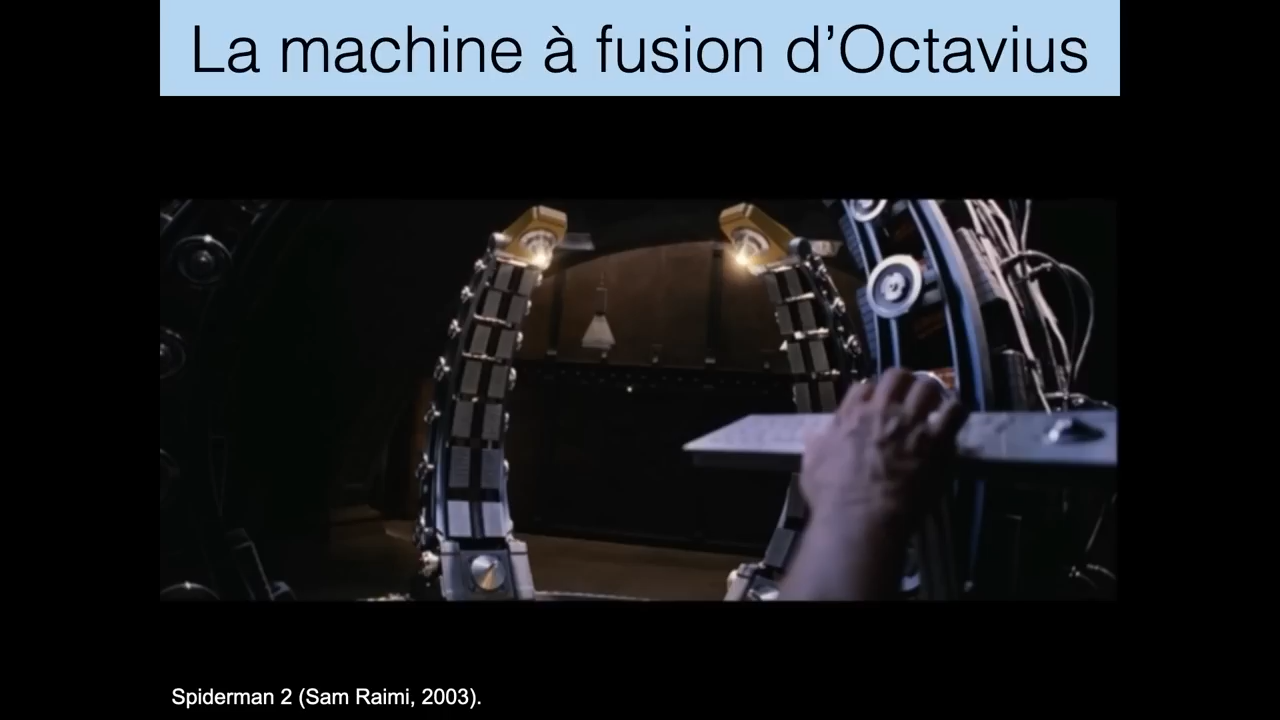 La machine à fusion d’Octavius
Spiderman 2 (Sam Raimi, 2003).